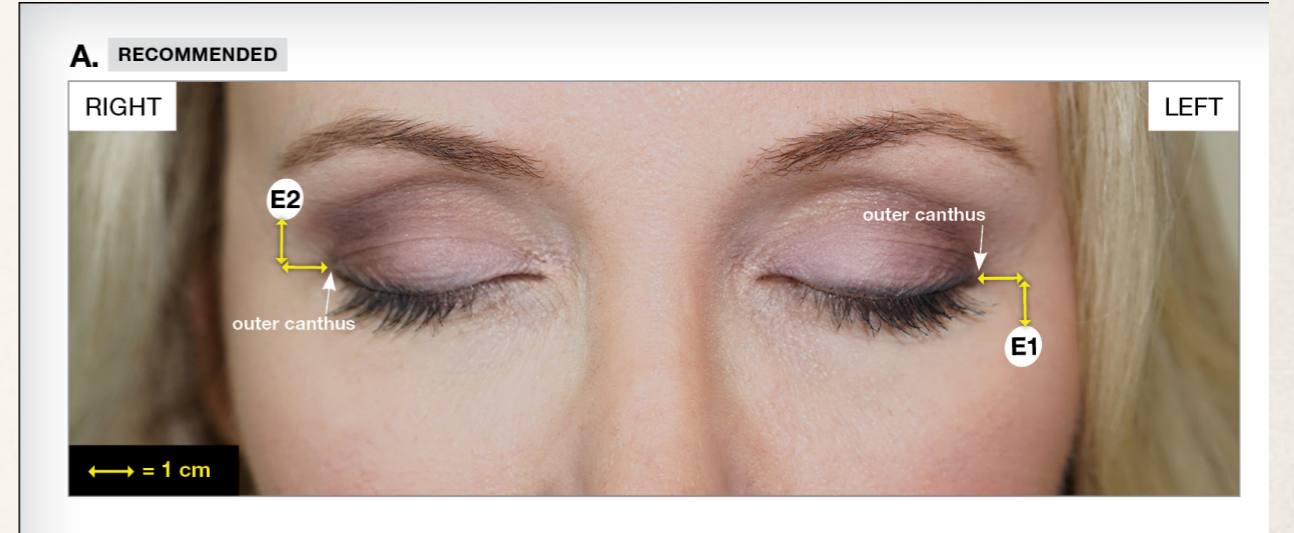 A. RECOMMENDED
RIGHT
LEFT
E2
outer canthus
outer canthus
E1
= 1 cm